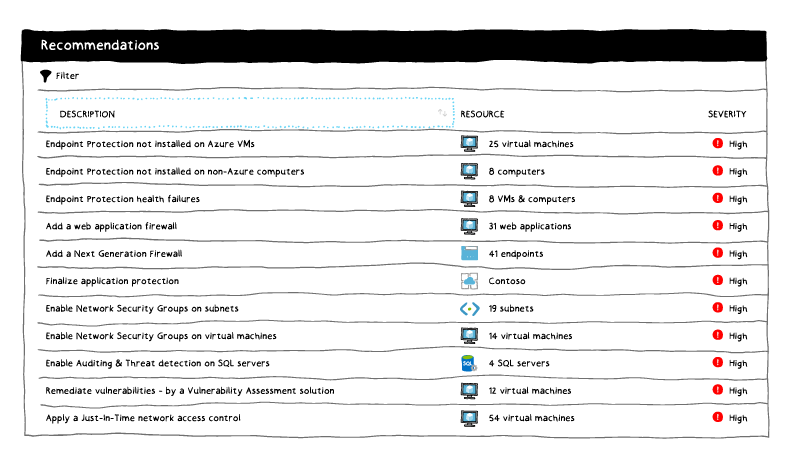 Recommendations
Filter
DESCRIPTION RESOURCE SEVERITY
Endpoint Protection not installed on Azure VMs 25 virtual machines High
Endpoint Protection not installed on non-Azure computers 8 computers High
Endpoint Protection health failures 8 VMs & computers High
Add a web application firewall 31 web applications High
Add a Next Generation Firewall 41 endpoints High
Finalize application protection Contoso High
Enable Network Security Groups on subnets 19 subnets High
Enable Network Security Groups on virtual machines 14 virtual machines High
Enable Auditing & Threat detection on SQL servers SQL 4 SQL servers High
Remediate vulnerabilities - by a Vulnerability Assessment solution 12 virtual machines High
Apply a Just-In-Time network access control 54 virtual machines High